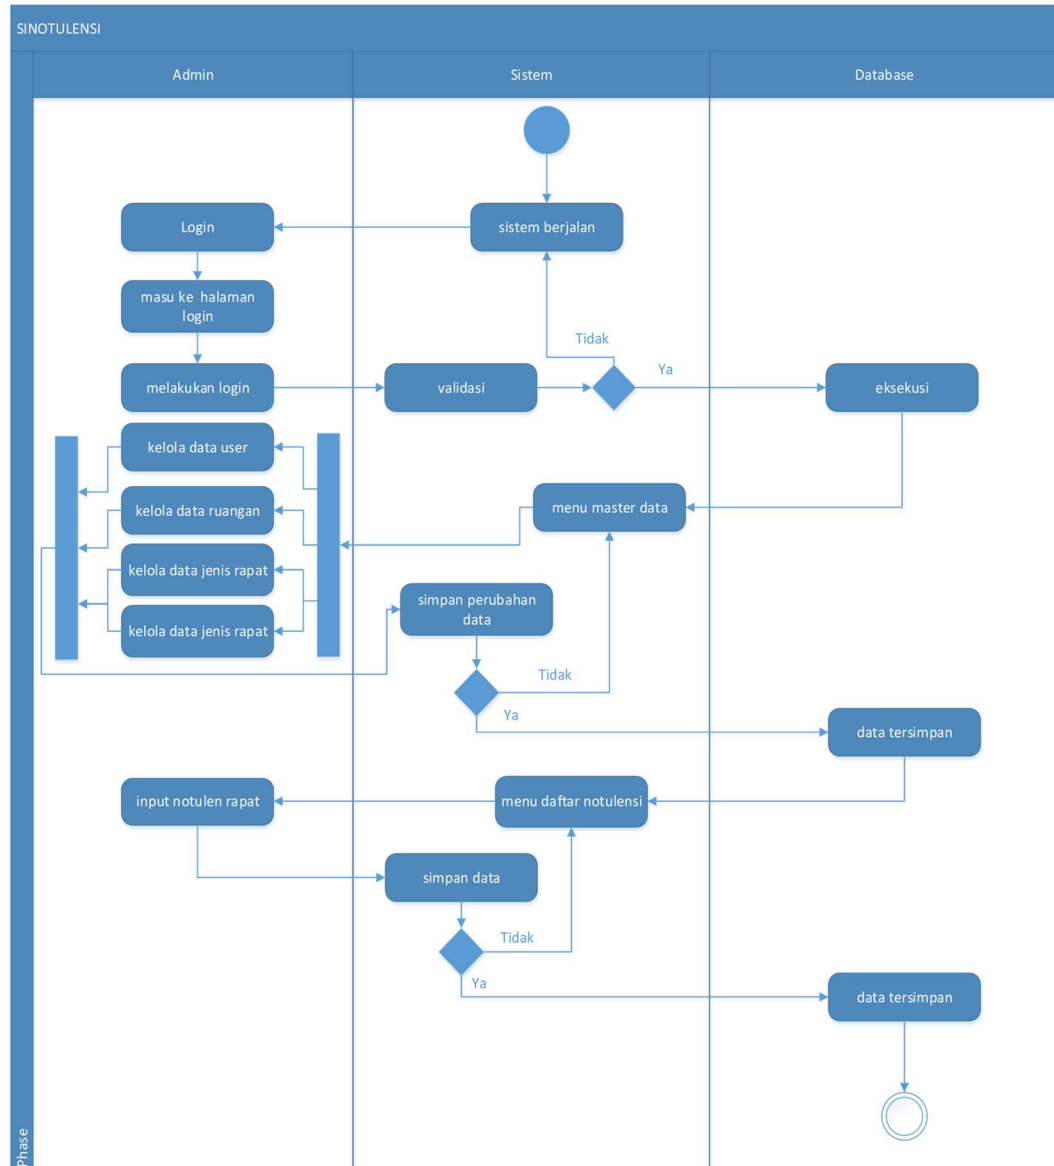 SINOTULENSI
Admin
Sistem
Database
Login
sistem berjalan
masu ke halaman
login
Tidak
Ya
melakukan login
validasi
eksekusi
kelola data user
kelola data ruangan
menu master data
kelola data jenis rapat
simpan perubahan
data
kelola data jenis rapat
Tidak
Ya
data tersimpan
input notulen rapat
menu daftar notulensi
simpan data
Tidak
Ya
data tersimpan
Phase